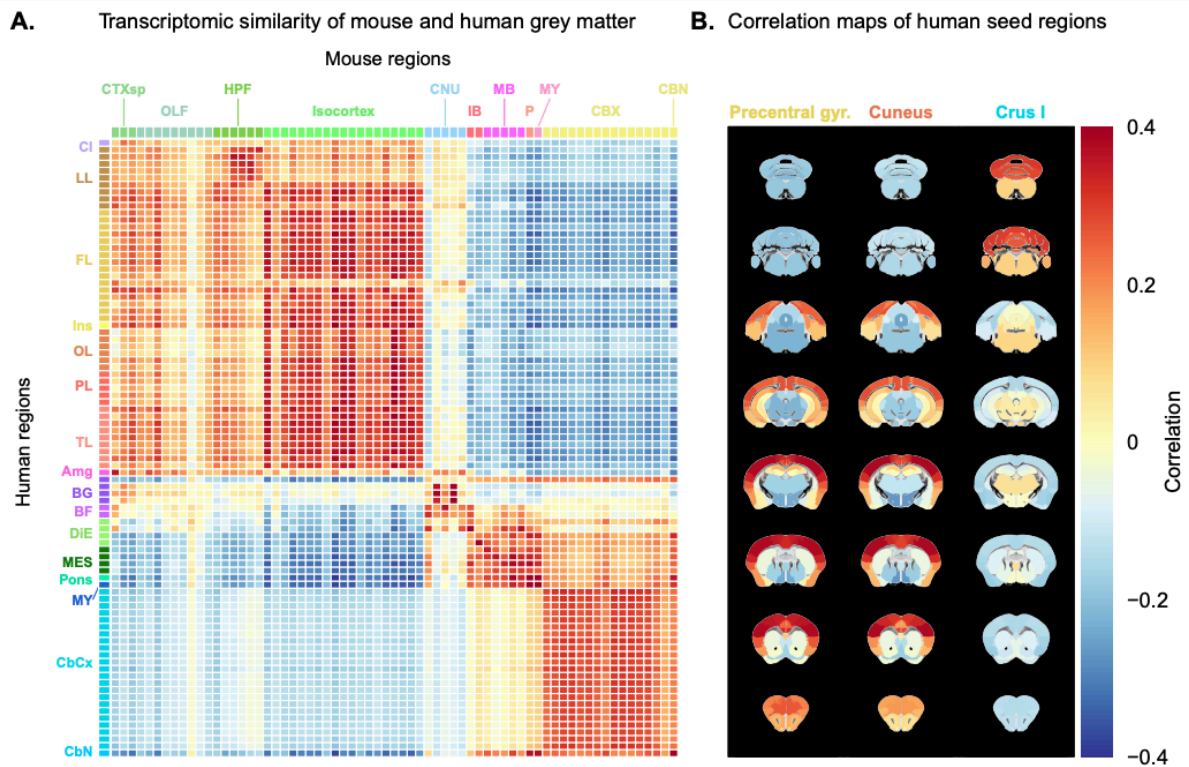 A. Transcriptomic similarity of mouse and human grey matter
Mouse regions
CTXsp
OLF
HPF
Isocortex
CNU
IB
MB
P
MY
CBX
CBN
Human regions
Cl
LL
FL
Ins
OL
PL
TL
Amg
BG
BF
DiE
MES
Pons
MY
CbCx
CbN
B. Correlation maps of human seed regions
Precentral gyr. Cuneus Crus I
0.4
0.2
0
−0.2
−0.4
Correlation